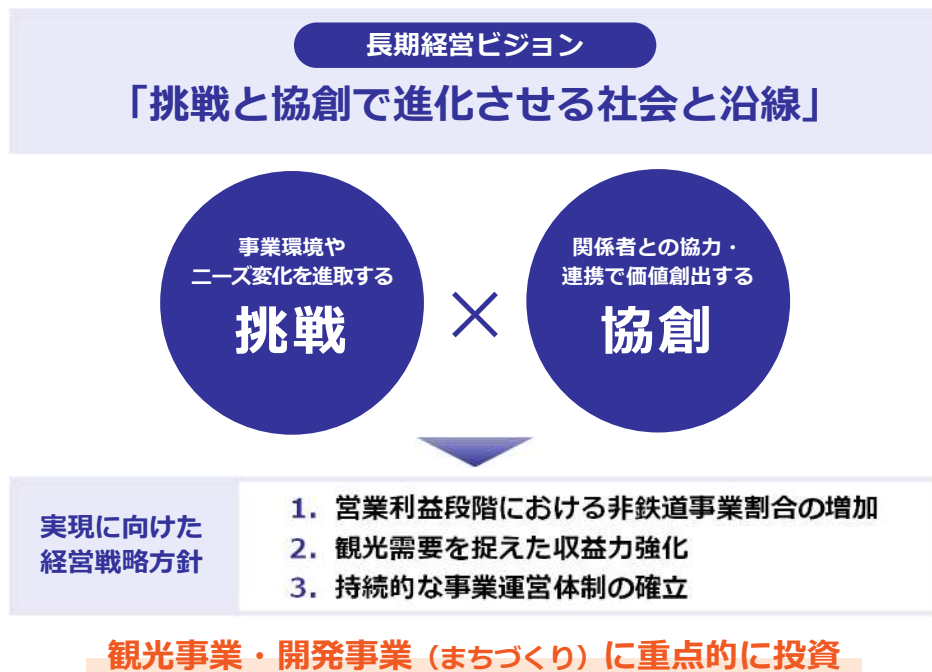 長期経営ビジョン
「挑戦と協創で進化させる社会と沿線」
事業環境や
ニーズ変化を進取する
挑戦
×
関係者との協力・
連携で価値創出する
協創
実現に向けた
経営戦略方針
1. 営業利益段階における非鉄道事業割合の増加
2. 観光需要を捉えた収益力強化
3. 持続的な事業運営体制の確立
観光事業・開発事業（まちづくり）に重点的に投資